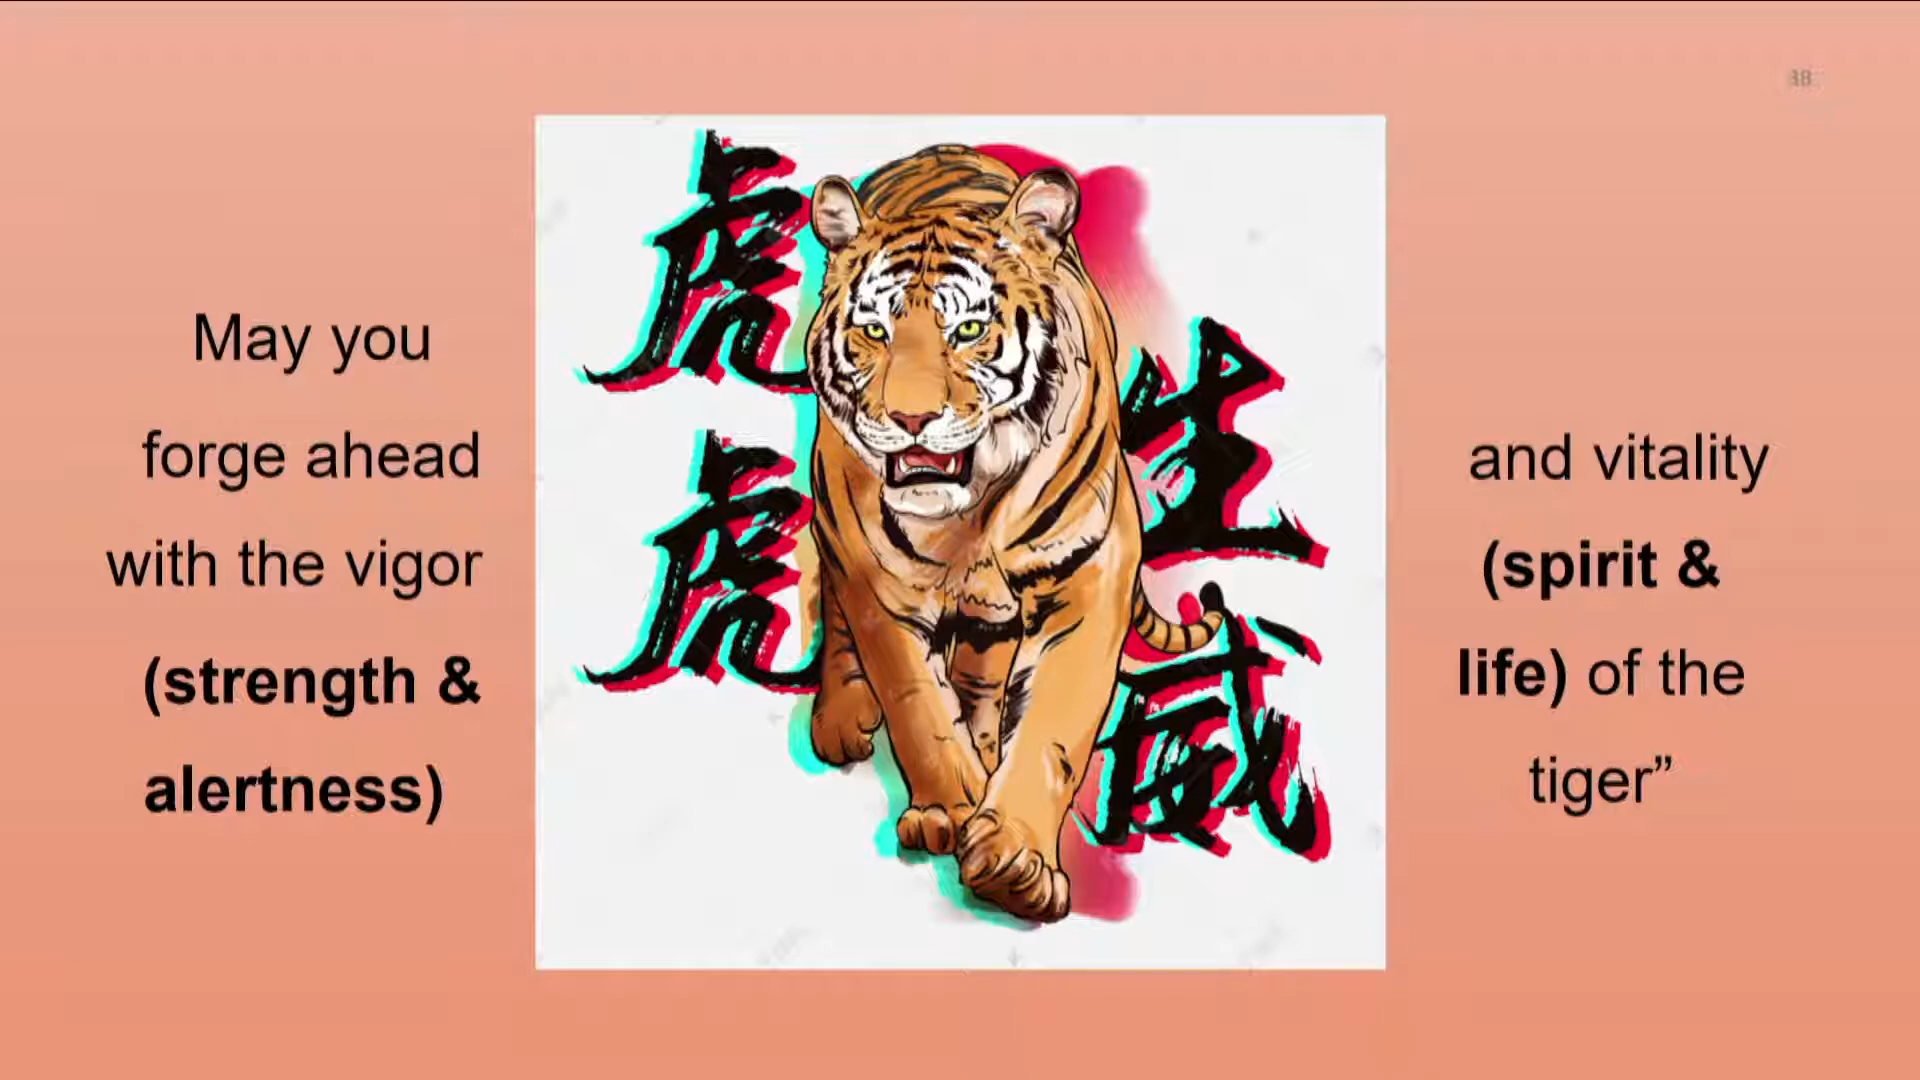 May you
forge ahead
with the vigor
(strength &
alertness)
虎
虎
生
威
and vitality
(spirit &
life) of the
tiger”